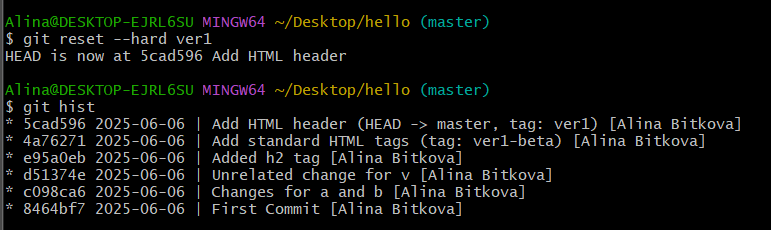 Alina@DESKTOP-EJRL6SU MINGW64 ~/Desktop/hello (master)
$ git reset --hard ver1
HEAD is now at 5cad596 Add HTML header
Alina@DESKTOP-EJRL6SU MINGW64 ~/Desktop/hello (master)
$ git hist
* 5cad596 2025-06-06 | Add HTML header (HEAD -> master, tag: ver1) [Alina Bitkova]
* 4a76271 2025-06-06 | Add standard HTML tags (tag: ver1-beta) [Alina Bitkova]
* e95a0eb 2025-06-06 | Added h2 tag [Alina Bitkova]
* d51374e 2025-06-06 | Unrelated change for v [Alina Bitkova]
* c098ca6 2025-06-06 | Changes for a and b [Alina Bitkova]
* 8464bf7 2025-06-06 | First Commit [Alina Bitkova]